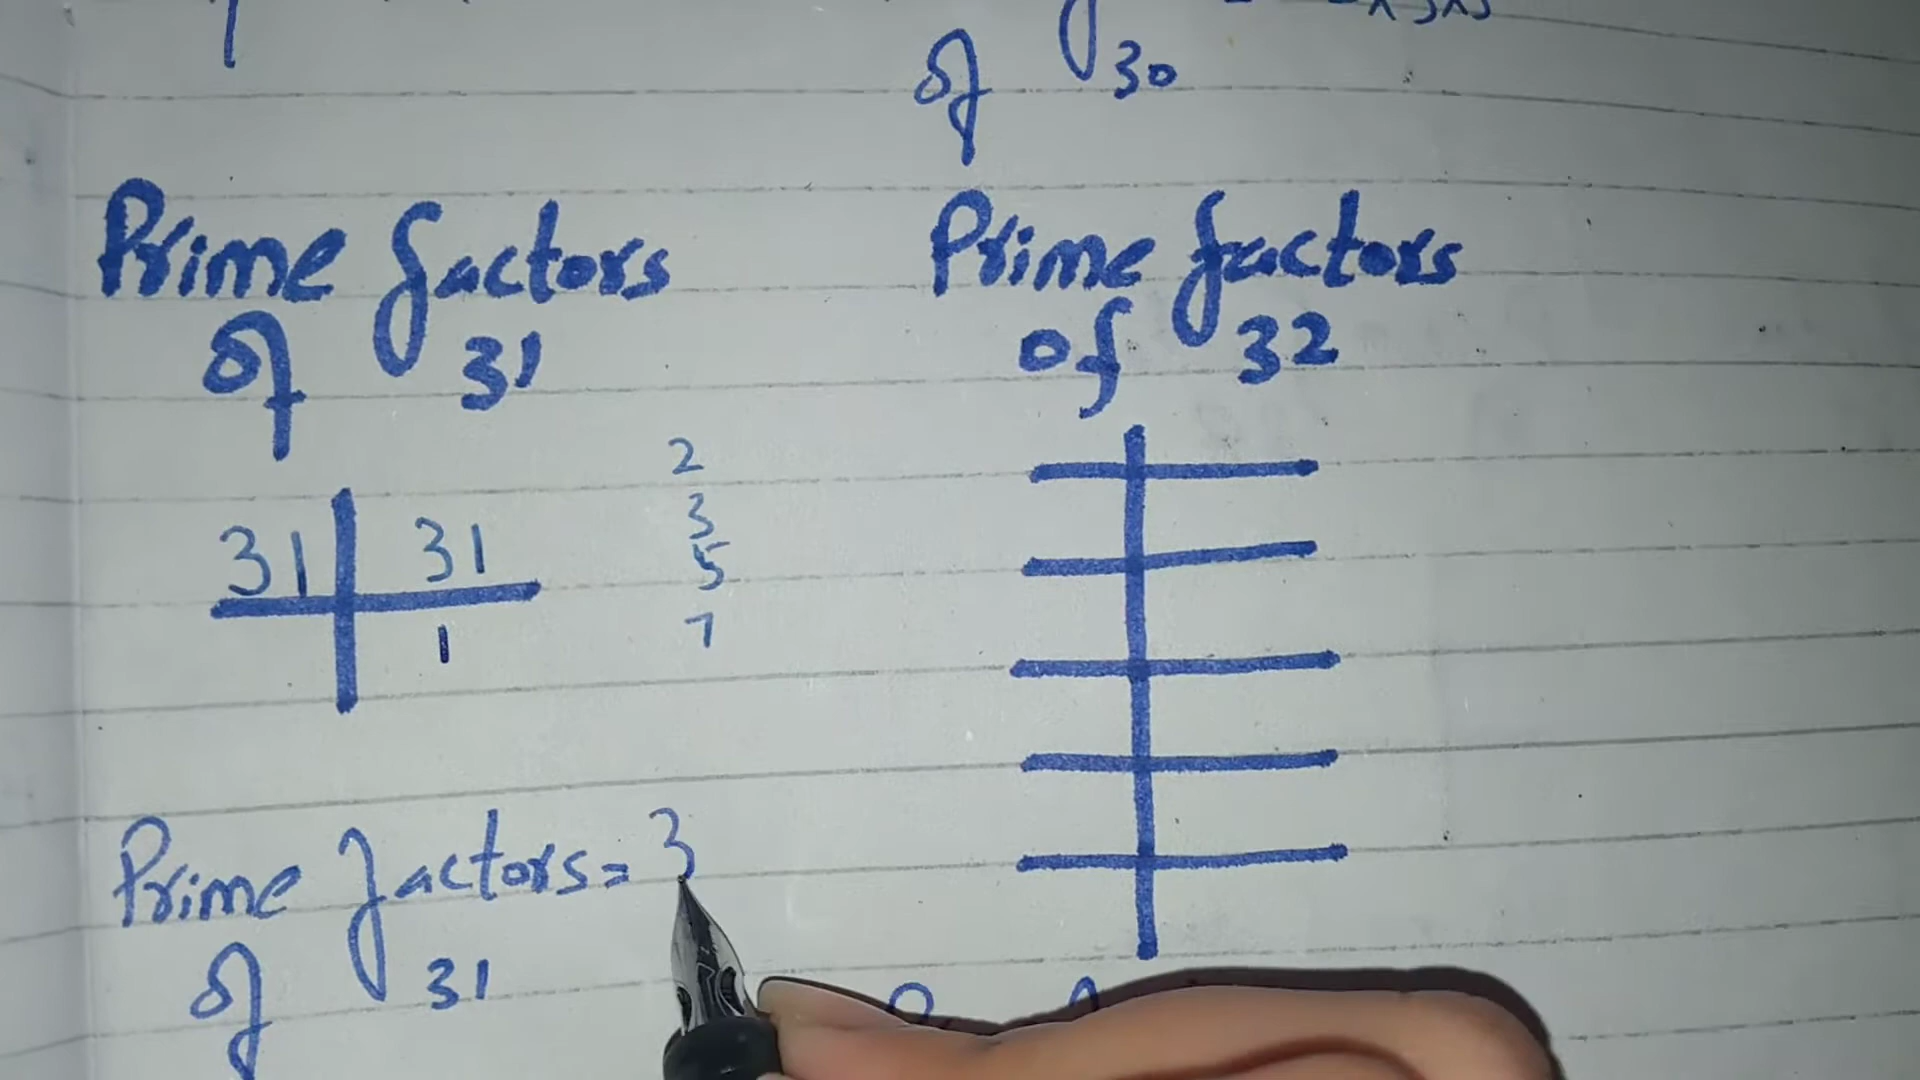 of 30
Prime factors
of 31
31 31
1
2
3
5
7
Prime factors = 3
of 31
Prime factors
of 32